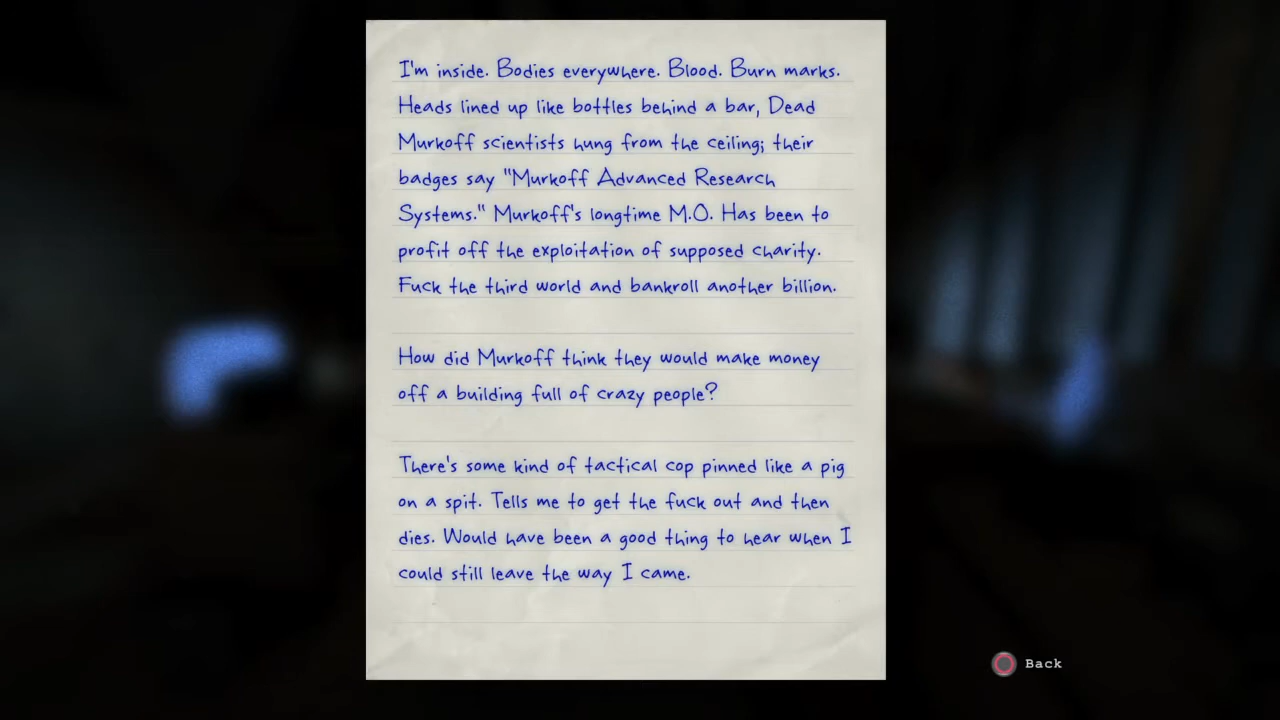 I'm inside. Bodies everywhere. Blood. Burn marks.
Heads lined up like bottles behind a bar, Dead
Murkoff scientists hung from the ceiling; their
badges say "Murkoff Advanced Research
Systems." Murkoff's longtime M.O. Has been to
profit off the exploitation of supposed charity.
Fuck the third world and bankroll another billion.
How did Murkoff think they would make money
off a building full of crazy people?
There's some kind of tactical cop pinned like a pig
on a spit. Tells me to get the fuck out and then
dies. Would have been a good thing to hear when I
could still leave the way I came.
Back